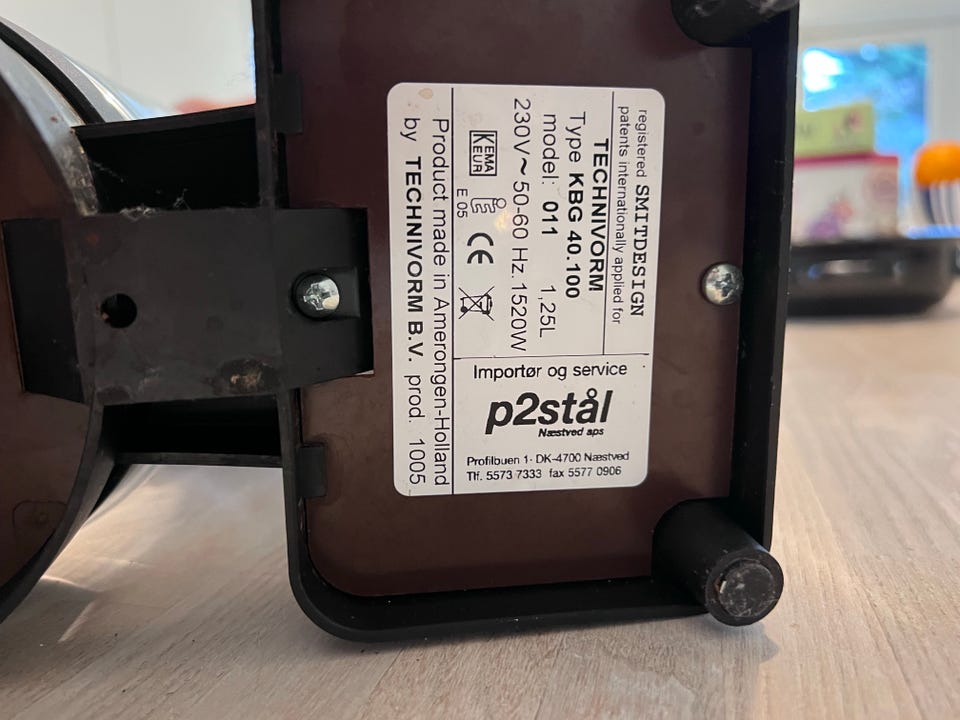 registered SMITDESIGN
patents internationally applied for
TECHNIVORM
Type KBG 40.100
model: 011 1,25L
230V~50-60 Hz.1520W
KEMA
KEUR
E 05
CE
Product made in Amerongen-Holland
by TECHNIVORM B.V. prod. 1005
Importør og service
p2stål
Næstved aps
Profilbuen 1 · DK-4700 Næstved
Tlf. 5573 7333 fax 5577 0906